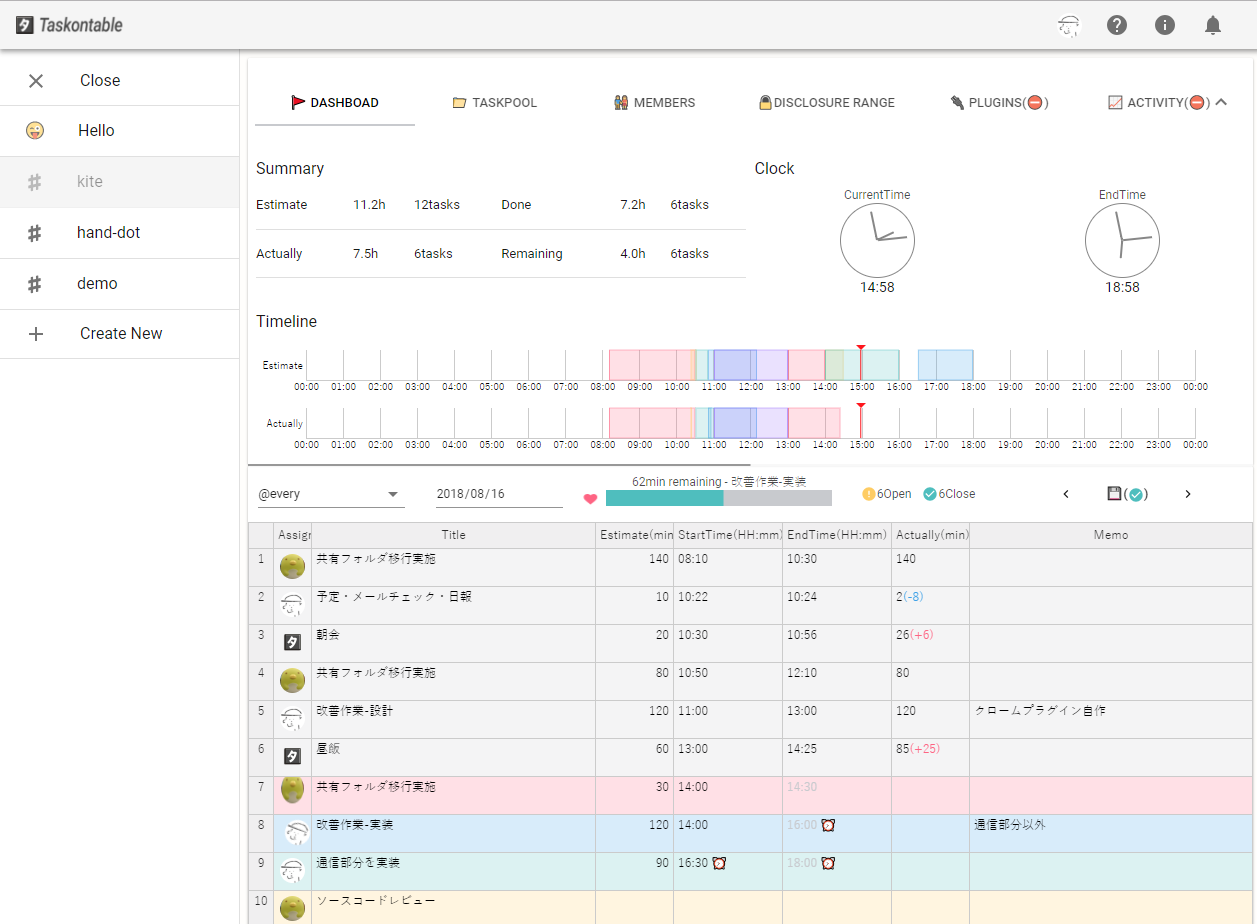 タ Taskontable
Close
Hello
kite
hand-dot
demo
Create New
DASHBOAD TASKPOOL MEMBERS DISCLOSURE RANGE PLUGINS( ) ACTIVITY( )
Summary
Estimate 11.2h 12tasks Done 7.2h 6tasks
Actually 7.5h 6tasks Remaining 4.0h 6tasks
Clock
CurrentTime EndTime
14:58 18:58
Timeline
Estimate
00:00 01:00 02:00 03:00 04:00 05:00 06:00 07:00 08:00 09:00 10:00 11:00 12:00 13:00 14:00 15:00 16:00 17:00 18:00 19:00 20:00 21:00 22:00 23:00 00:00
Actually
00:00 01:00 02:00 03:00 04:00 05:00 06:00 07:00 08:00 09:00 10:00 11:00 12:00 13:00 14:00 15:00 16:00 17:00 18:00 19:00 20:00 21:00 22:00 23:00 00:00
@every 2018/08/16 62min remaining - 改善作業-実装 6Open 6Close ( )
Assigr Title Estimate(min StartTime(HH:mm) EndTime(HH:mm) Actually(min) Memo
1 共有フォルダ移行実施 140 08:10 10:30 140
2 予定・メールチェック・日報 10 10:22 10:24 2(-8)
3 タ 朝会 20 10:30 10:56 26(+6)
4 共有フォルダ移行実施 80 10:50 12:10 80
5 改善作業-設計 120 11:00 13:00 120 クロームプラグイン自作
6 タ 昼飯 60 13:00 14:25 85(+25)
7 共有フォルダ移行実施 30 14:00 14:30
8 改善作業-実装 120 14:00 16:00 通信部分以外
9 通信部分を実装 90 16:30 18:00
10 ソースコードレビュー